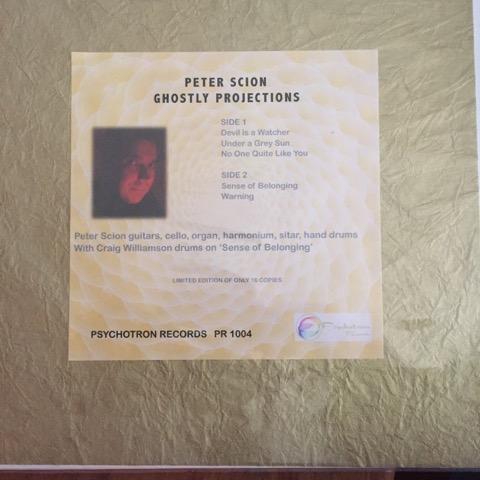 PETER SCION
GHOSTLY PROJECTIONS
SIDE 1
Devil is a Watcher
Under a Grey Sun
No One Quite Like You
SIDE 2
Sense of Belonging
Warning
Peter Scion guitars, cello, organ, harmonium, sitar, hand drums
With Craig Williamson drums on ‘Sense of Belonging’
LIMITED EDITION OF ONLY 16 COPIES
PSYCHOTRON RECORDS PR 1004
Psychotron